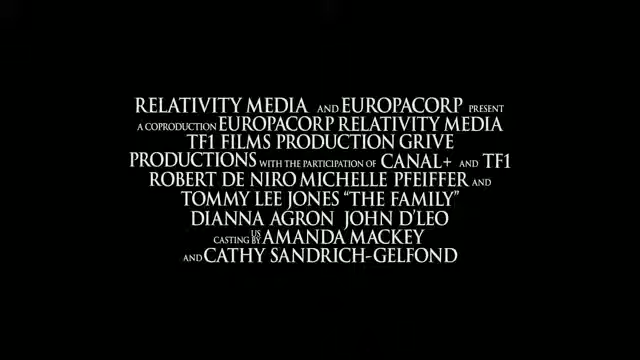 RELATIVITY MEDIA AND EUROPACORP PRESENT
A COPRODUCTION EUROPACORP RELATIVITY MEDIA
TF1 FILMS PRODUCTION GRIVE
PRODUCTIONS WITH THE PARTICIPATION OF CANAL+ AND TF1
ROBERT DE NIRO MICHELLE PFEIFFER AND
TOMMY LEE JONES “THE FAMILY”
DIANNA AGRON JOHN D'LEO
US CASTING BY AMANDA MACKEY
AND CATHY SANDRICH-GELFOND